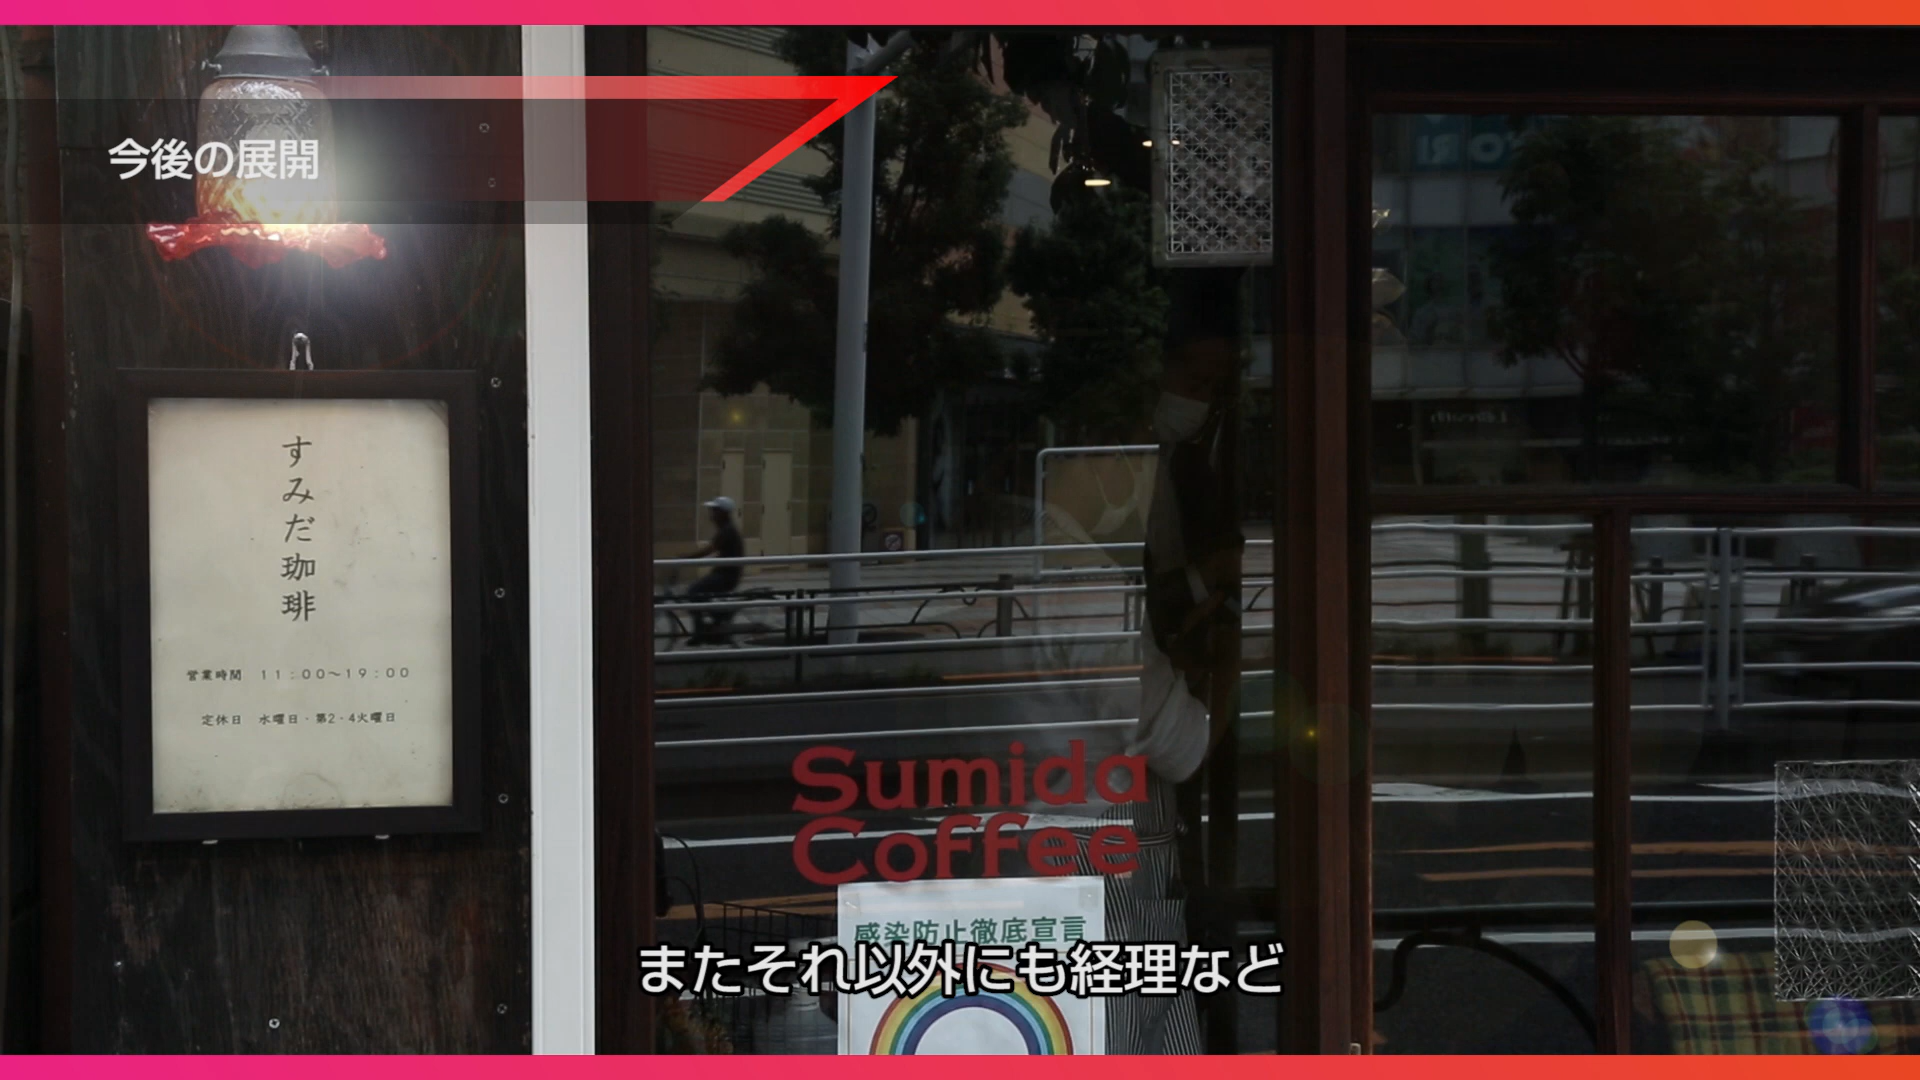 今後の展開
すみだ珈琲
営業時間 11:00〜19:00
定休日 水曜日・第2・4火曜日
Sumida
Coffee
感染防止徹底宣言
またそれ以外にも経理など